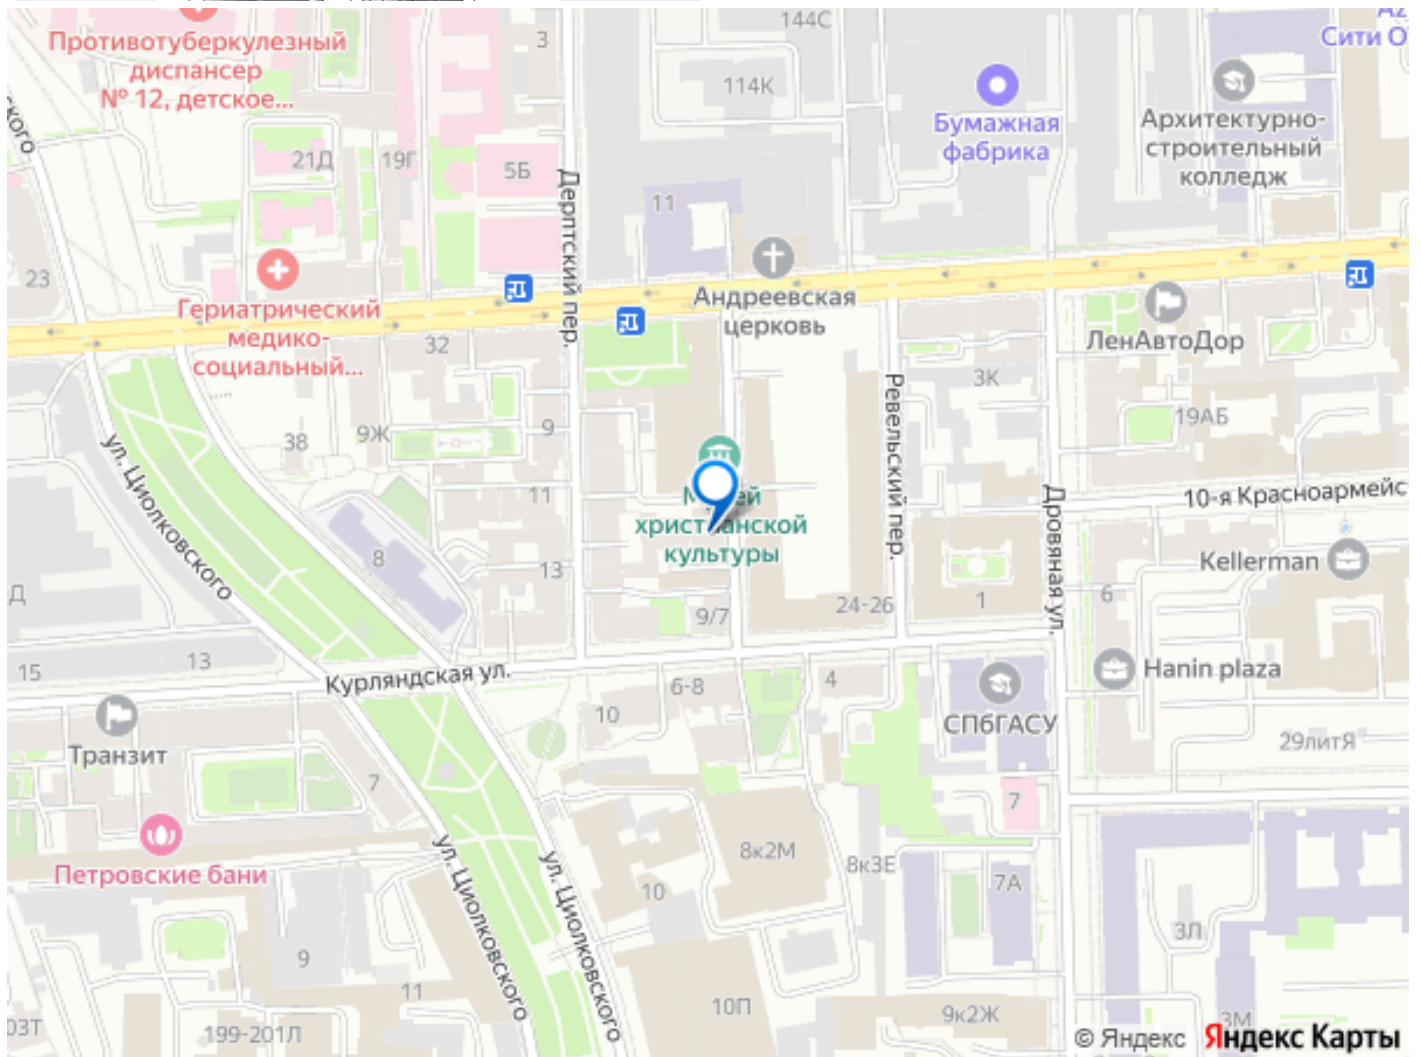 144С
Сити О
Противотуберкулезный
диспансер
№ 12, детское...
3
114К
Бумажная
фабрика
Архитектурно-
строительный
колледж
21Д
19Г
5Б
11
Дерптский пер.
23
Гериатрический
медико-
социальный...
Андреевская
церковь
ЛенАвтоДор
32
3К
19АБ
38
9Ж
9
11
13
Ревельский пер.
Дровяная ул.
10-я Красноармейс
ул. Циолковского
8
христианской
культуры
Kellerman
Д
9/7
24-26
1
6
15
13
Курляндская ул.
6-8
4
10
Hanin plaza
СПбГАСУ
Транзит
29литЯ
7
7
Петровские бани
8к2М
8к3Е
7А
10
ул. Циолковского
ул. Циолковского
9
11
3Л
10П
9к2Ж
3М
03Т
199-201Л
© Яндекс Яндекс Карты